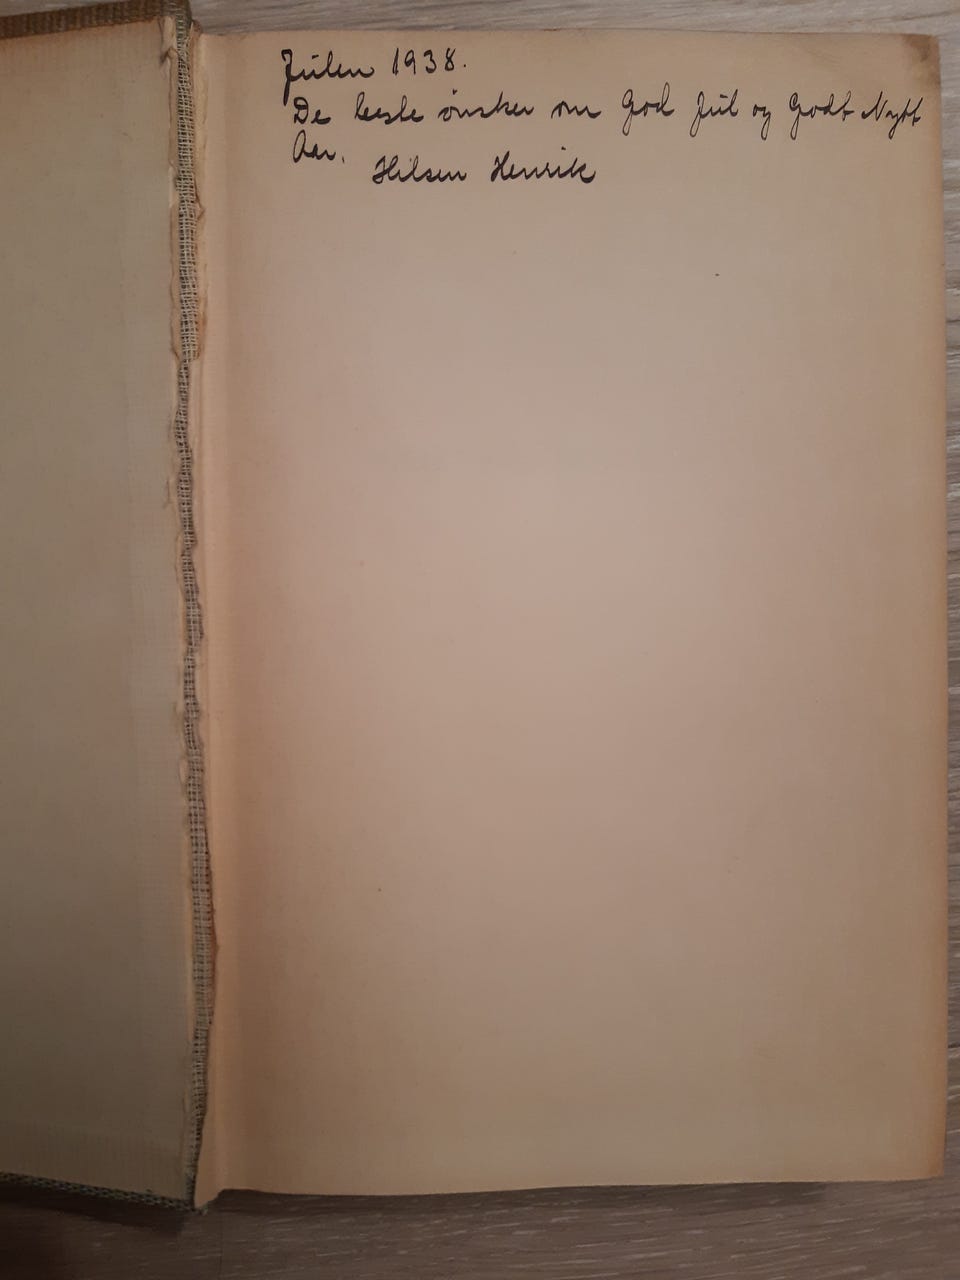 Julen 1938.
De beste ønsker om God Jul og Godt Nytt
Aar.
Hilsen Henrik